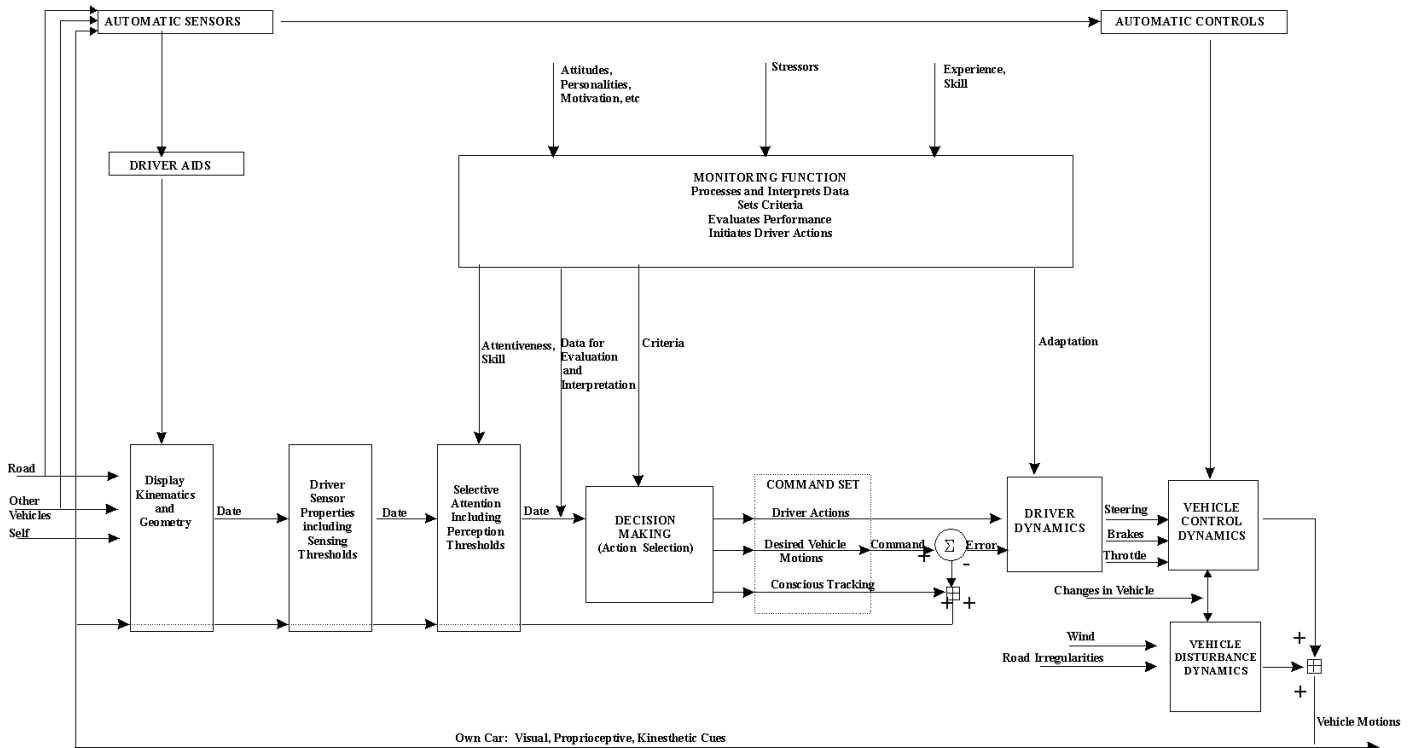 AUTOMATIC SENSORS
AUTOMATIC CONTROLS
Attitudes,
Personalities,
Motivation, etc
Stressors
Experience,
Skill
DRIVER AIDS
MONITORING FUNCTION
Processes and Interprets Data
Sets Criteria
Evaluates Performance
Initiates Driver Actions
Attentiveness,
Skill
Data for
Evaluation
and
Interpretation
Criteria
Adaptation
Road
Other
Vehicles
Self
Display
Kinematics
and
Geometry
Date
Driver
Sensor
Properties
including
Sensing
Thresholds
Date
Selective
Attention
Including
Perception
Thresholds
Date
DECISION
MAKING
(Action Selection)
COMMAND SET
Driver Actions
Desired Vehicle
Motions
Conscious Tracking
Command
+
Σ
-
Error
+ +
DRIVER
DYNAMICS
Steering
Brakes
Throttle
VEHICLE
CONTROL
DYNAMICS
Changes in Vehicle
Wind
Road Irregularities
VEHICLE
DISTURBANCE
DYNAMICS
+
+
Vehicle Motions
Own Car: Visual, Proprioceptive, Kinesthetic Cues